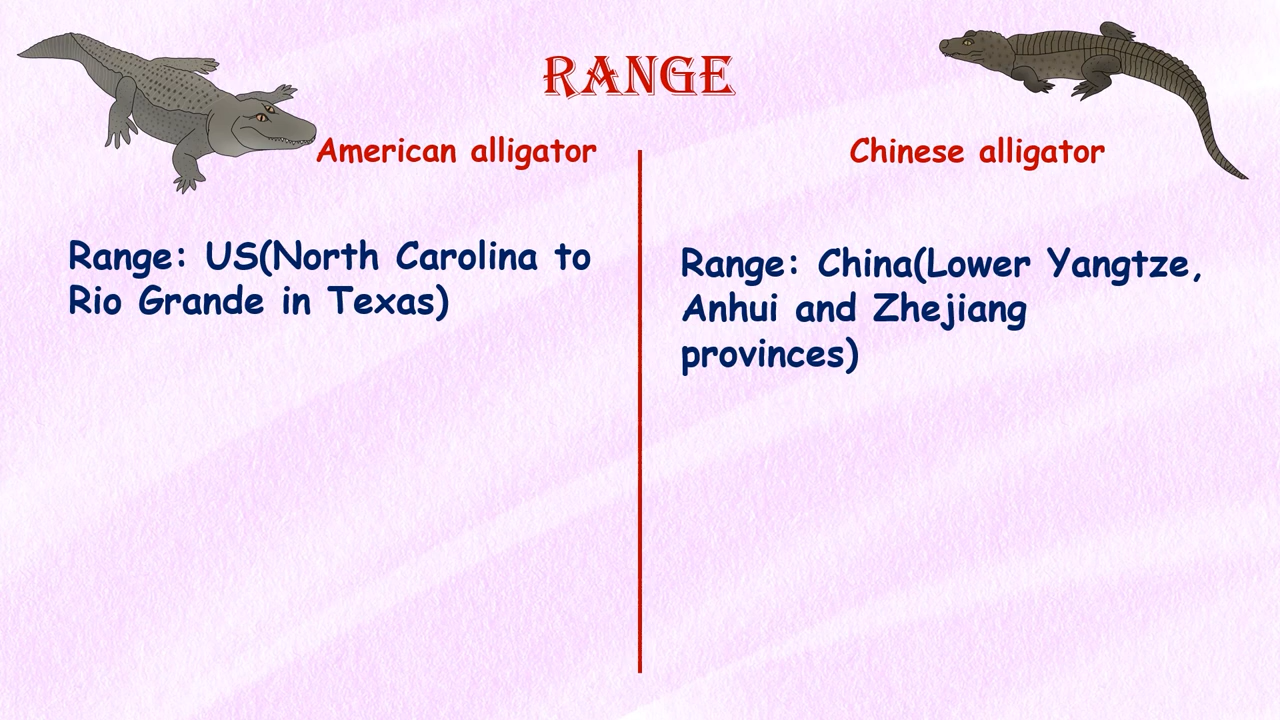 RANGE
American alligator
Range: US(North Carolina to
Rio Grande in Texas)
Chinese alligator
Range: China(Lower Yangtze,
Anhui and Zhejiang
provinces)